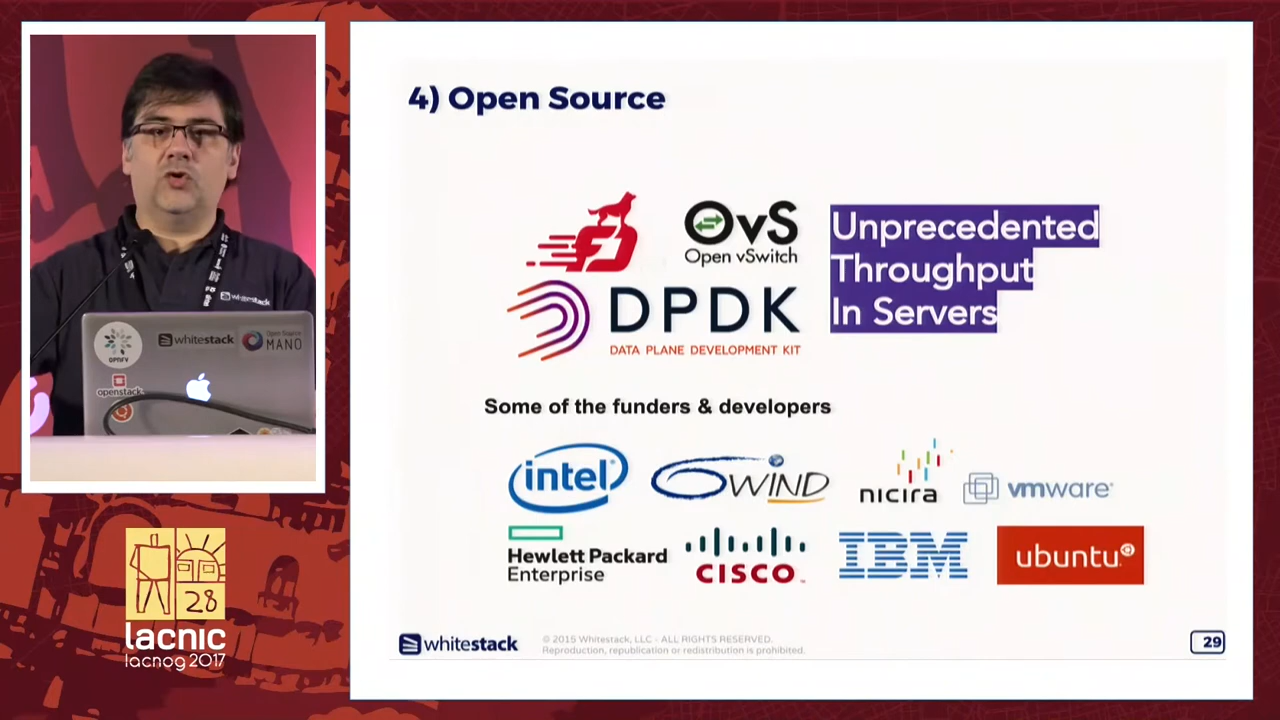 4) Open Source
OvS
Open vSwitch
DPDK
DATA PLANE DEVELOPMENT KIT
Unprecedented
Throughput
In Servers
Some of the funders & developers
intel
6WIND
nicira
vmware
Hewlett Packard
Enterprise
CISCO
IBM
ubuntu
whitestack
© 2015 Whitestack, LLC - ALL RIGHTS RESERVED.
Reproduction, republication or redistribution is prohibited.
29
whitestack
OPNFV
whitestack
Open Source
MANO
openstack
28
lacnic
lacnog 2017